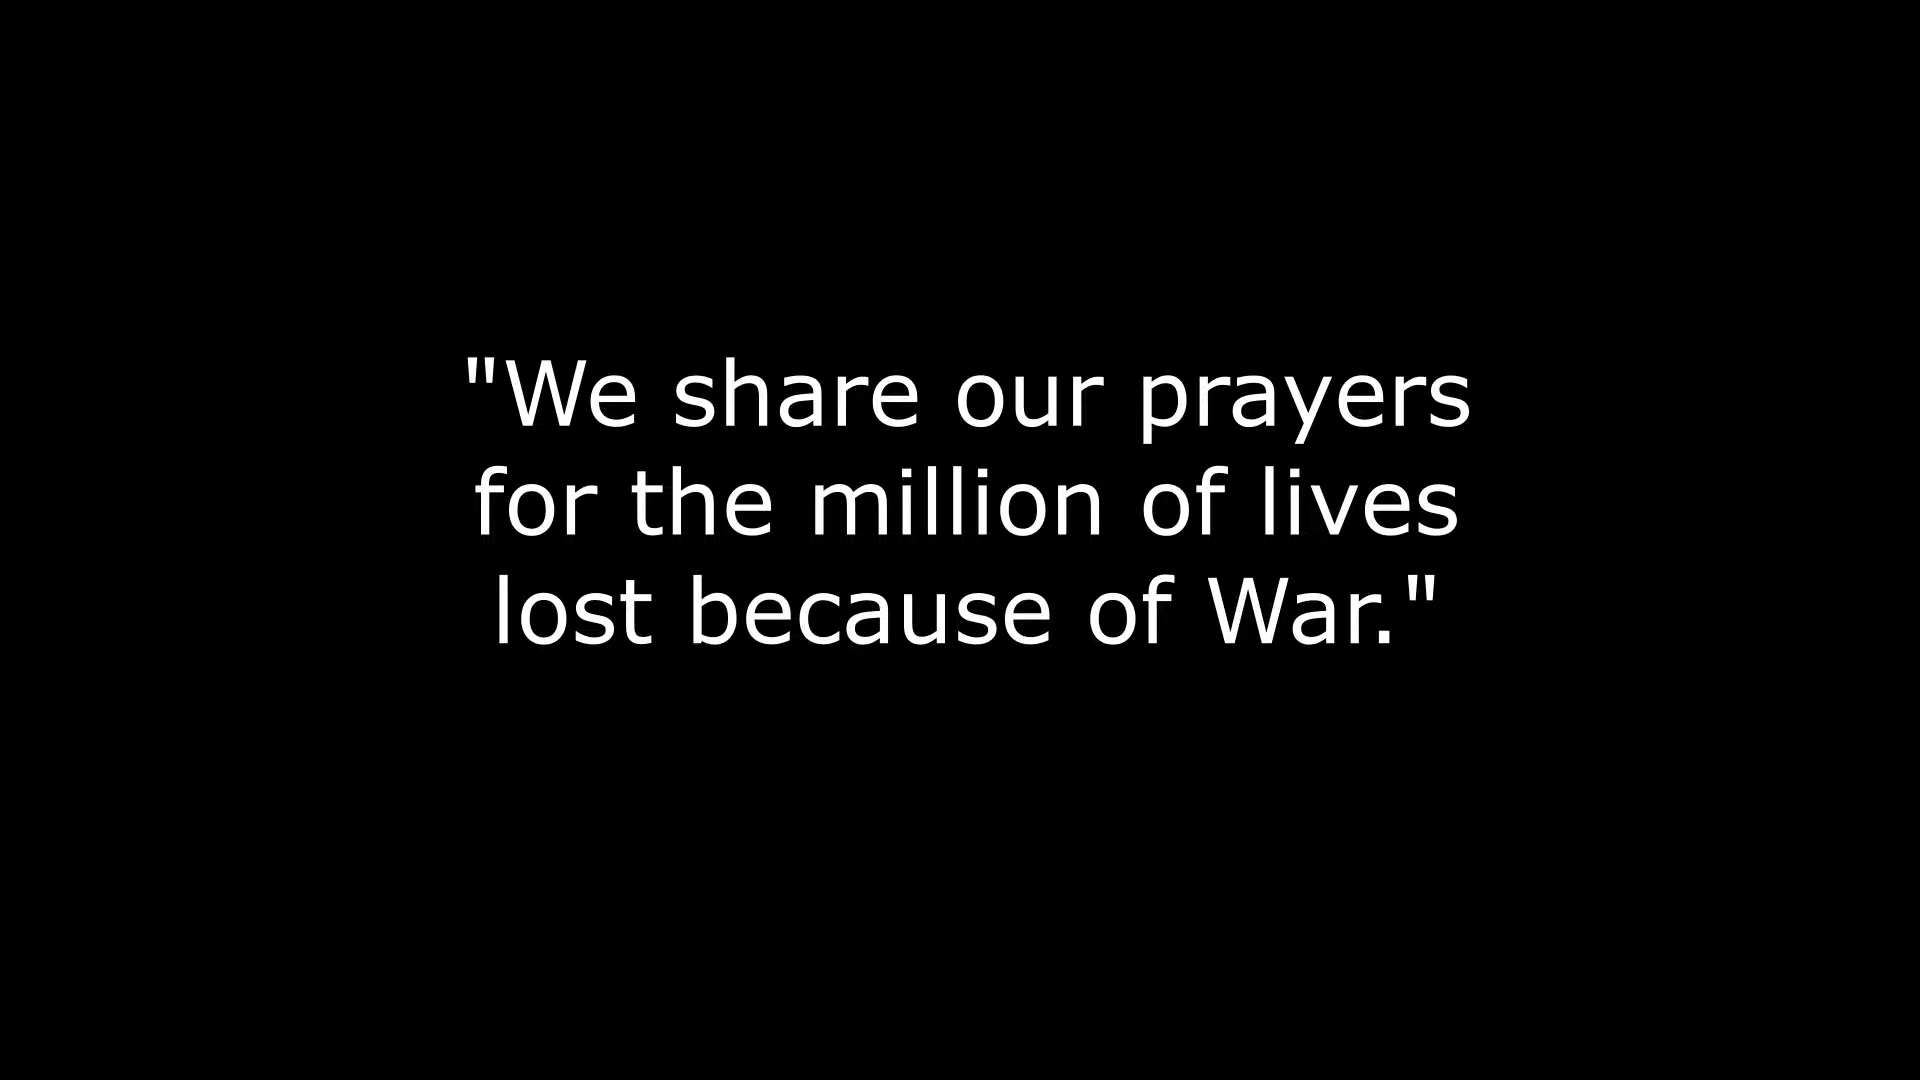 "We share our prayers
for the million of lives
lost because of War."